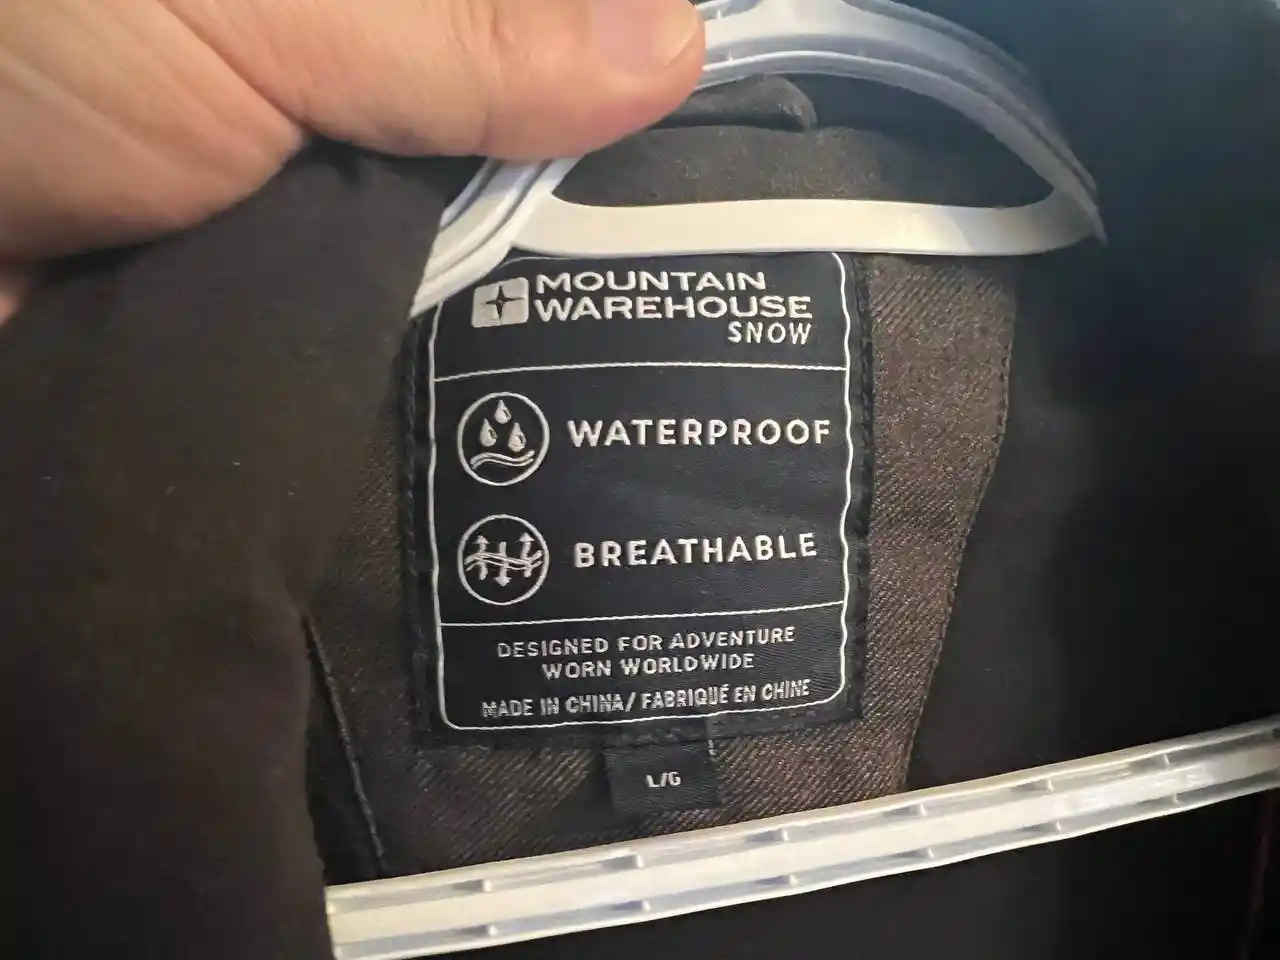 MOUNTAIN
WAREHOUSE
SNOW
WATERPROOF
BREATHABLE
DESIGNED FOR ADVENTURE
WORN WORLDWIDE
MADE IN CHINA/ FABRIQUÉ EN CHINE
L/G